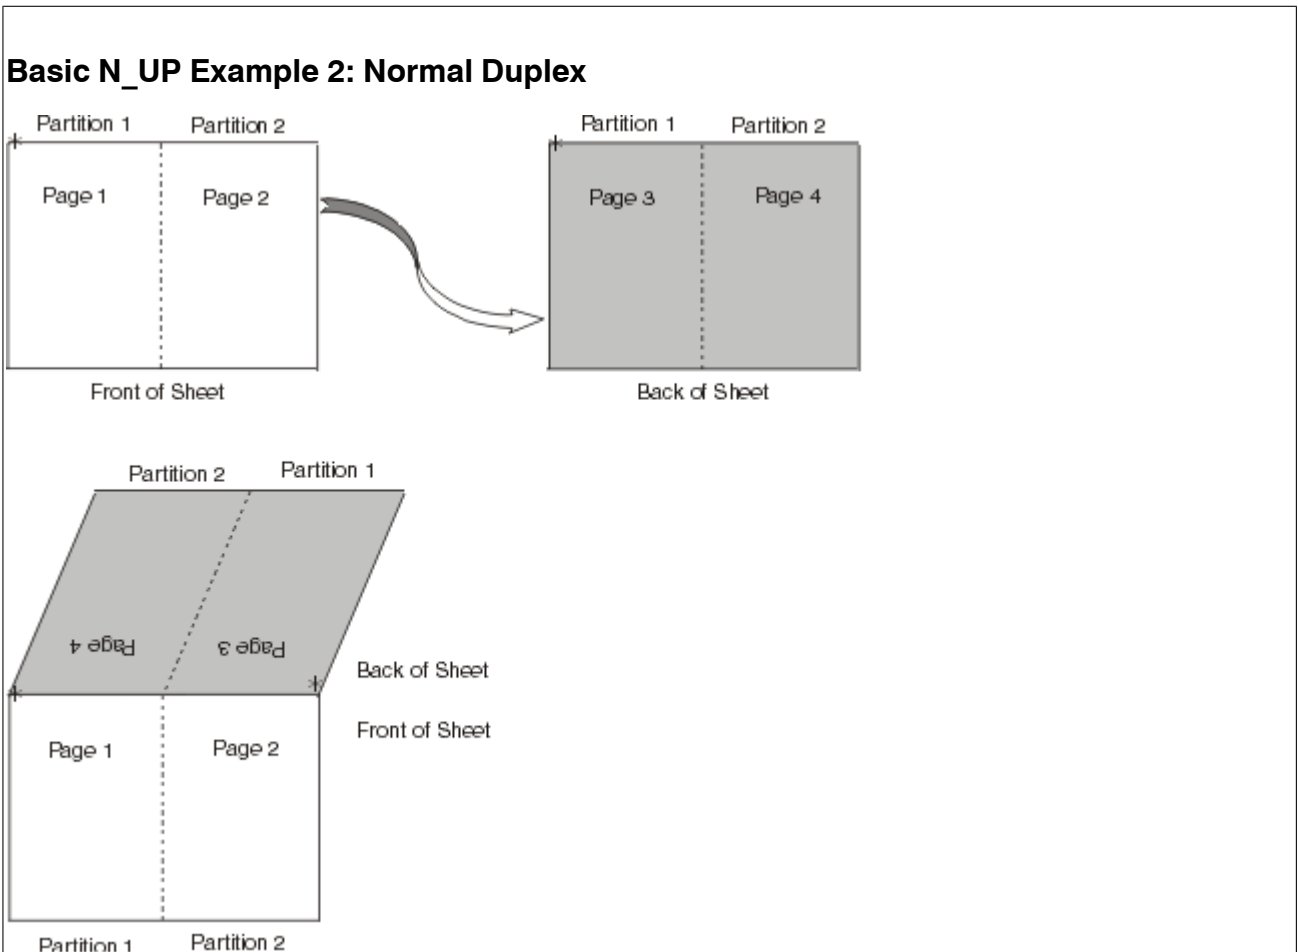 Basic N_UP Example 2: Normal Duplex
Partition 1 Partition 2 Partition 1 Partition 2
Page 1 Page 2 Page 3 Page 4
Front of Sheet Back of Sheet
Partition 2 Partition 1
Page 4 Page 3
Back of Sheet
Front of Sheet
Page 1 Page 2
Partition 1 Partition 2